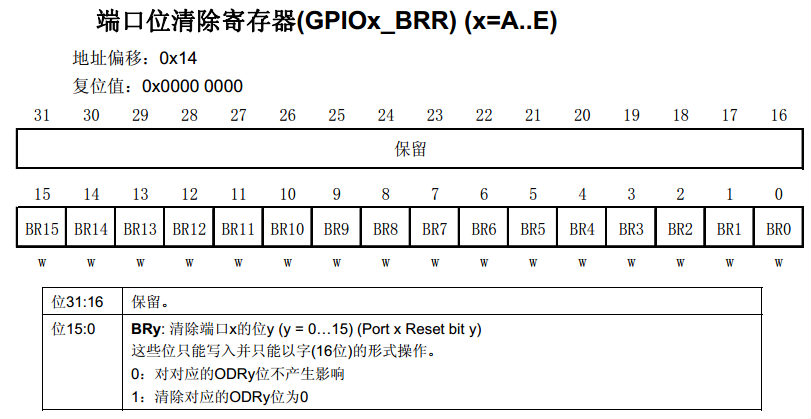 端口位清除寄存器(GPIOx_BRR) (x=A..E)
地址偏移：0x14
复位值：0x0000 0000
31 30 29 28 27 26 25 24 23 22 21 20 19 18 17 16
保留
15 14 13 12 11 10 9 8 7 6 5 4 3 2 1 0
BR15 BR14 BR13 BR12 BR11 BR10 BR9 BR8 BR7 BR6 BR5 BR4 BR3 BR2 BR1 BR0
w w w w w w w w w w w w w w w w
位31:16 保留。
位15:0 BRy: 清除端口x的位y (y = 0…15) (Port x Reset bit y)
这些位只能写入并只能以字(16位)的形式操作。
0：对对应的ODRy位不产生影响
1：清除对应的ODRy位为0